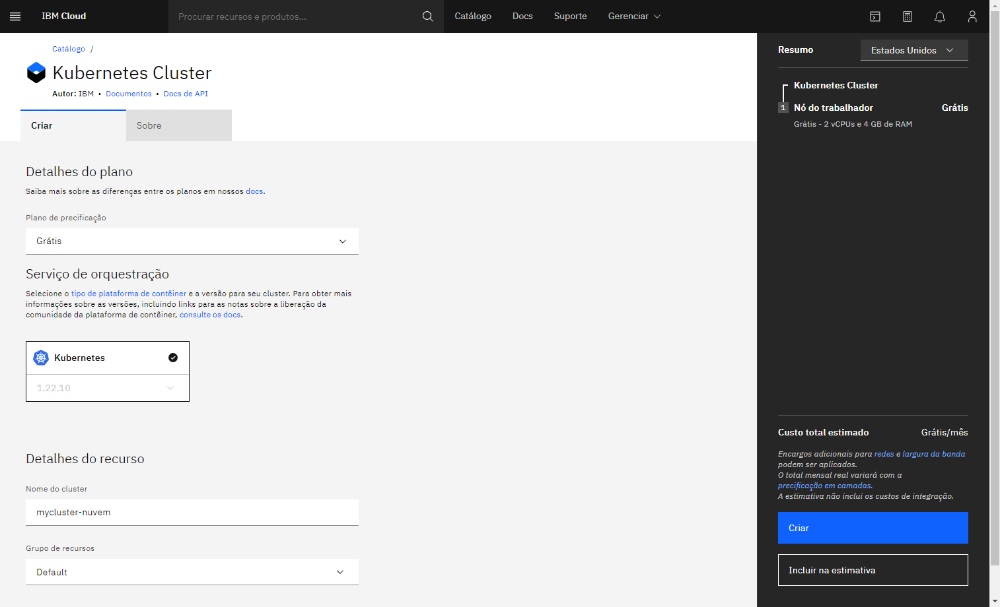 IBM Cloud
Procurar recursos e produtos...
Catálogo
Docs
Suporte
Gerenciar
Catálogo /
Kubernetes Cluster
Autor: IBM • Documentos • Docs de API
Criar
Sobre
Detalhes do plano
Saiba mais sobre as diferenças entre os planos em nossos docs.
Plano de precificação
Grátis
Serviço de orquestração
Selecione o tipo de plataforma de contêiner e a versão para seu cluster. Para obter mais
informações sobre as versões, incluindo links para as notas sobre a liberação da
comunidade da plataforma de contêiner, consulte os docs.
Kubernetes
1.22.10
Detalhes do recurso
Nome do cluster
mycluster-nuvem
Grupo de recursos
Default
Resumo
Estados Unidos
Kubernetes Cluster
1 Nó do trabalhador Grátis
Grátis - 2 vCPUs e 4 GB de RAM
Custo total estimado Grátis/mês
Encargos adicionais para redes e largura da banda
podem ser aplicados.
O total mensal real variará com a
precificação em camadas.
A estimativa não inclui os custos de integração.
Criar
Incluir na estimativa